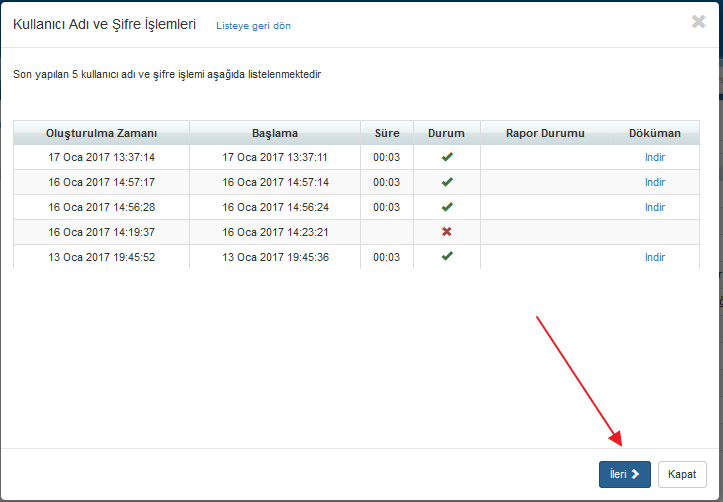 Kullanıcı Adı ve Şifre İşlemleri Listeye geri dön
Son yapılan 5 kullanıcı adı ve şifre işlemi aşağıda listelenmektedir
Oluşturulma Zamanı Başlama Süre Durum Rapor Durumu Döküman
17 Oca 2017 13:37:14 17 Oca 2017 13:37:11 00:03 Indir
16 Oca 2017 14:57:17 16 Oca 2017 14:57:14 00:03 Indir
16 Oca 2017 14:56:28 16 Oca 2017 14:56:24 00:03 Indir
16 Oca 2017 14:19:37 16 Oca 2017 14:23:21
13 Oca 2017 19:45:52 13 Oca 2017 19:45:36 00:03 Indir
İleri Kapat